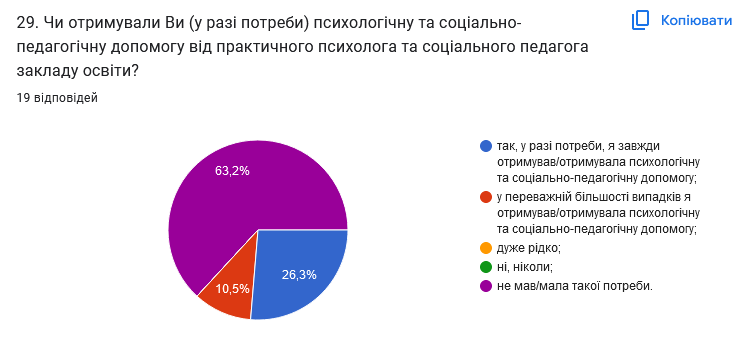 29. Чи отримували Ви (у разі потреби) психологічну та соціально-
педагогічну допомогу від практичного психолога та соціального педагога
закладу освіти?
Копіювати
19 відповідей
63,2%
26,3%
10,5%
так, у разі потреби, я завжди
отримував/отримувала психологічну
та соціально-педагогічну допомогу;
у переважній більшості випадків я
отримував/отримувала психологічну
та соціально-педагогічну допомогу;
дуже рідко;
ні, ніколи;
не мав/мала такої потреби.